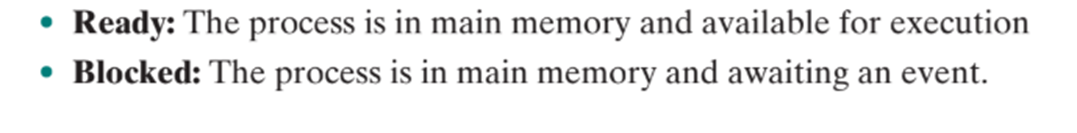 • Ready: The process is in main memory and available for execution
• Blocked: The process is in main memory and awaiting an event.